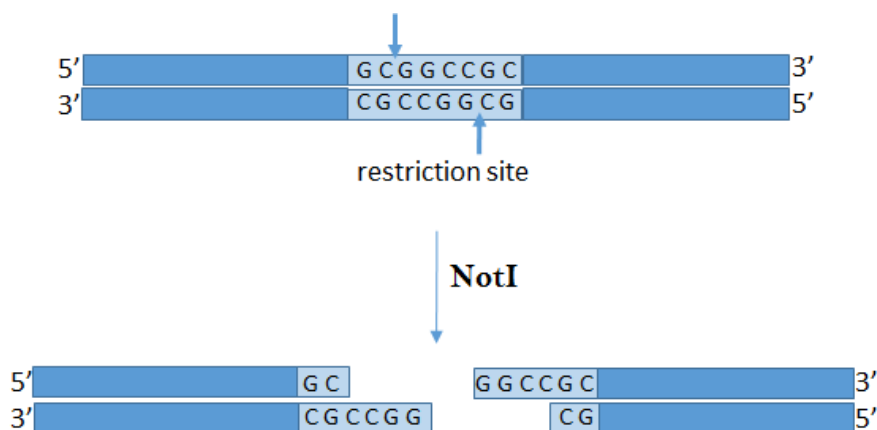 5’ G C G G C C G C 3’
3’ C G C C G G C G 5’
restriction site
NotI
5’ G C G G C C G C 3’
3’ C G C C G G C G 5’